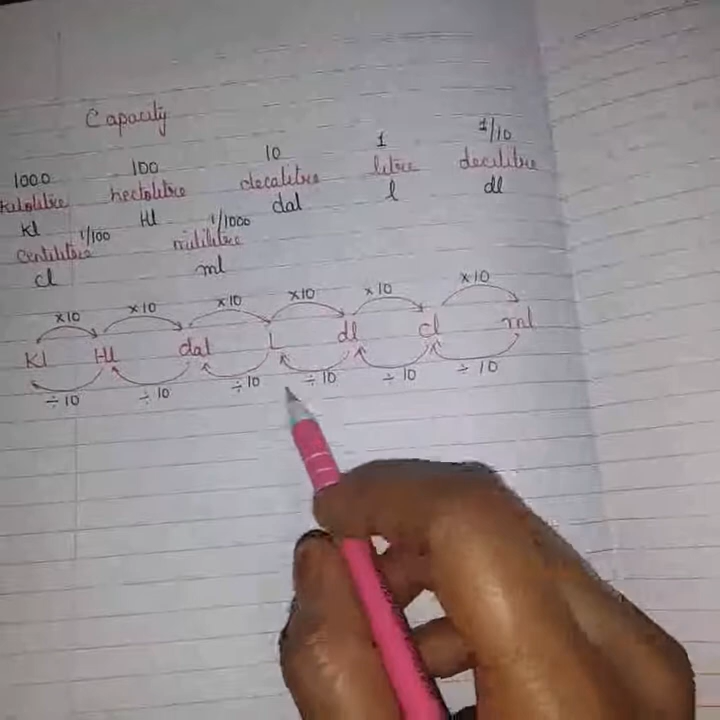 Capacity
1000 100 10 1 1/10
kilolitre hectolitre decalitre litre decilitre
kl Hl dal l dl
1/100 1/1000
centilitre mililitre
cl ml
×10 ×10 ×10 ×10 ×10 ×10
Kl Hl dal L dl cl ml
÷10 ÷10 ÷10 ÷10 ÷10 ÷10